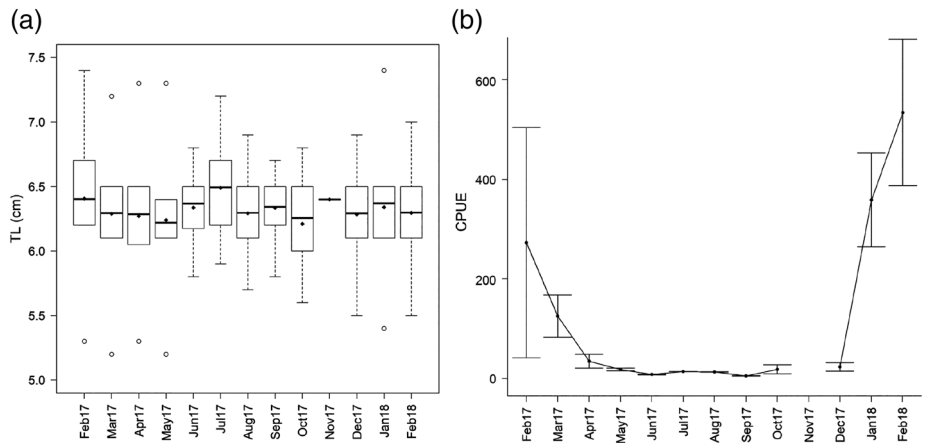 (a)
TL (cm)
7.5
7.0
6.5
6.0
5.5
5.0
Feb17 Mar17 Apr17 May17 Jun17 Jul17 Aug17 Sep17 Oct17 Nov17 Dec17 Jan18 Feb18
(b)
CPUE
600
400
200
0
Feb17 Mar17 Apr17 May17 Jun17 Jul17 Aug17 Sep17 Oct17 Nov17 Dec17 Jan18 Feb18